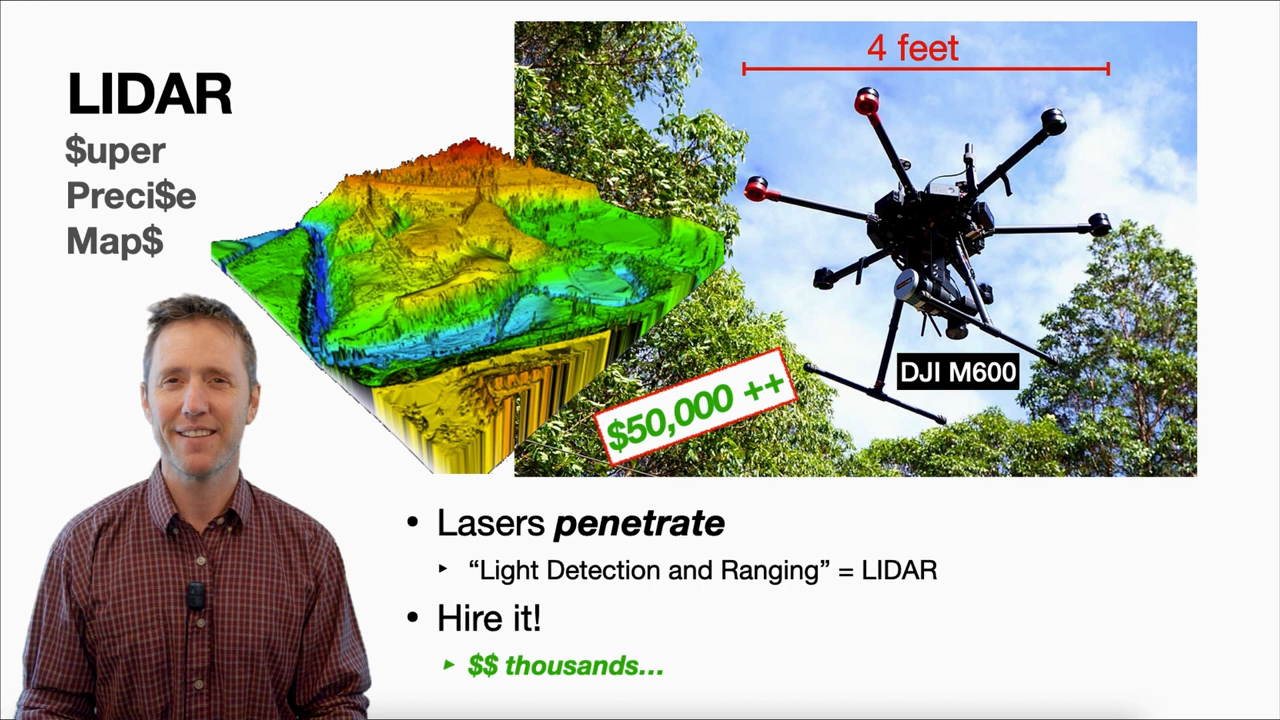 LIDAR
$uper
Preci$e
Map$
4 feet
DJI M600
$50,000 ++
• Lasers penetrate
▸ “Light Detection and Ranging” = LIDAR
• Hire it!
▸ $$ thousands...